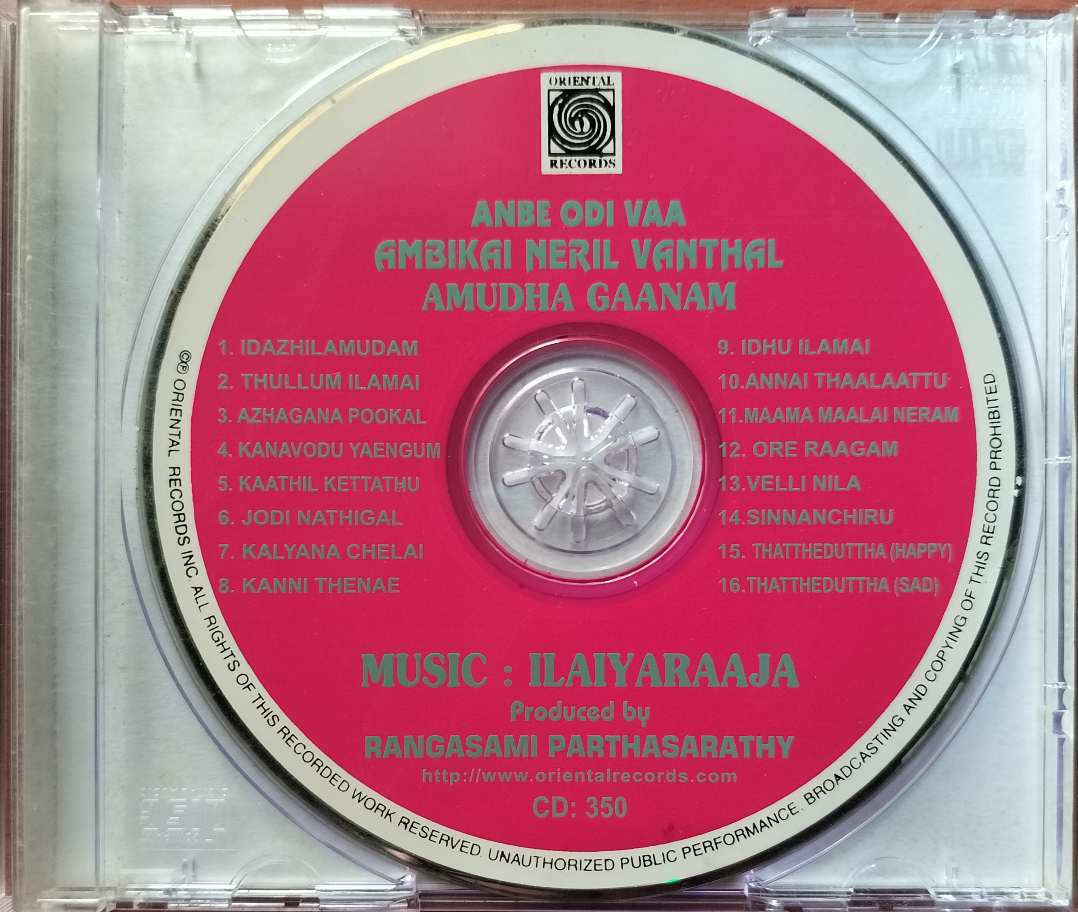 ORIENTAL
RECORDS
ANBE ODI VAA
AMBIKAI NERIL VANTHAL
AMUDHA GAANAM
1. IDAZHILAMUDAM
2. THULLUM ILAMAI
3. AZHAGANA POOKAL
4. KANAVODU YAENGUM
5. KAATHIL KETTATHU
6. JODI NATHIGAL
7. KALYANA CHELAI
8. KANNI THENAE
9. IDHU ILAMAI
10.ANNAI THAALAATTU
11.MAAMA MAALAI NERAM
12. ORE RAAGAM
13.VELLI NILA
14.SINNANCHIRU
15. THATTHEDUTTHA (HAPPY)
16.THATTHEDUTTHA (SAD)
MUSIC : ILAIYARAAJA
Produced by
RANGASAMI PARTHASARATHY
http://www.orientalrecords.com
CD: 350
©℗ ORIENTAL RECORDS INC. ALL RIGHTS OF THIS RECORDED WORK RESERVED. UNAUTHORIZED PUBLIC PERFORMANCE. BROADCASTING AND COPYING OF THIS RECORD PROHIBITED.